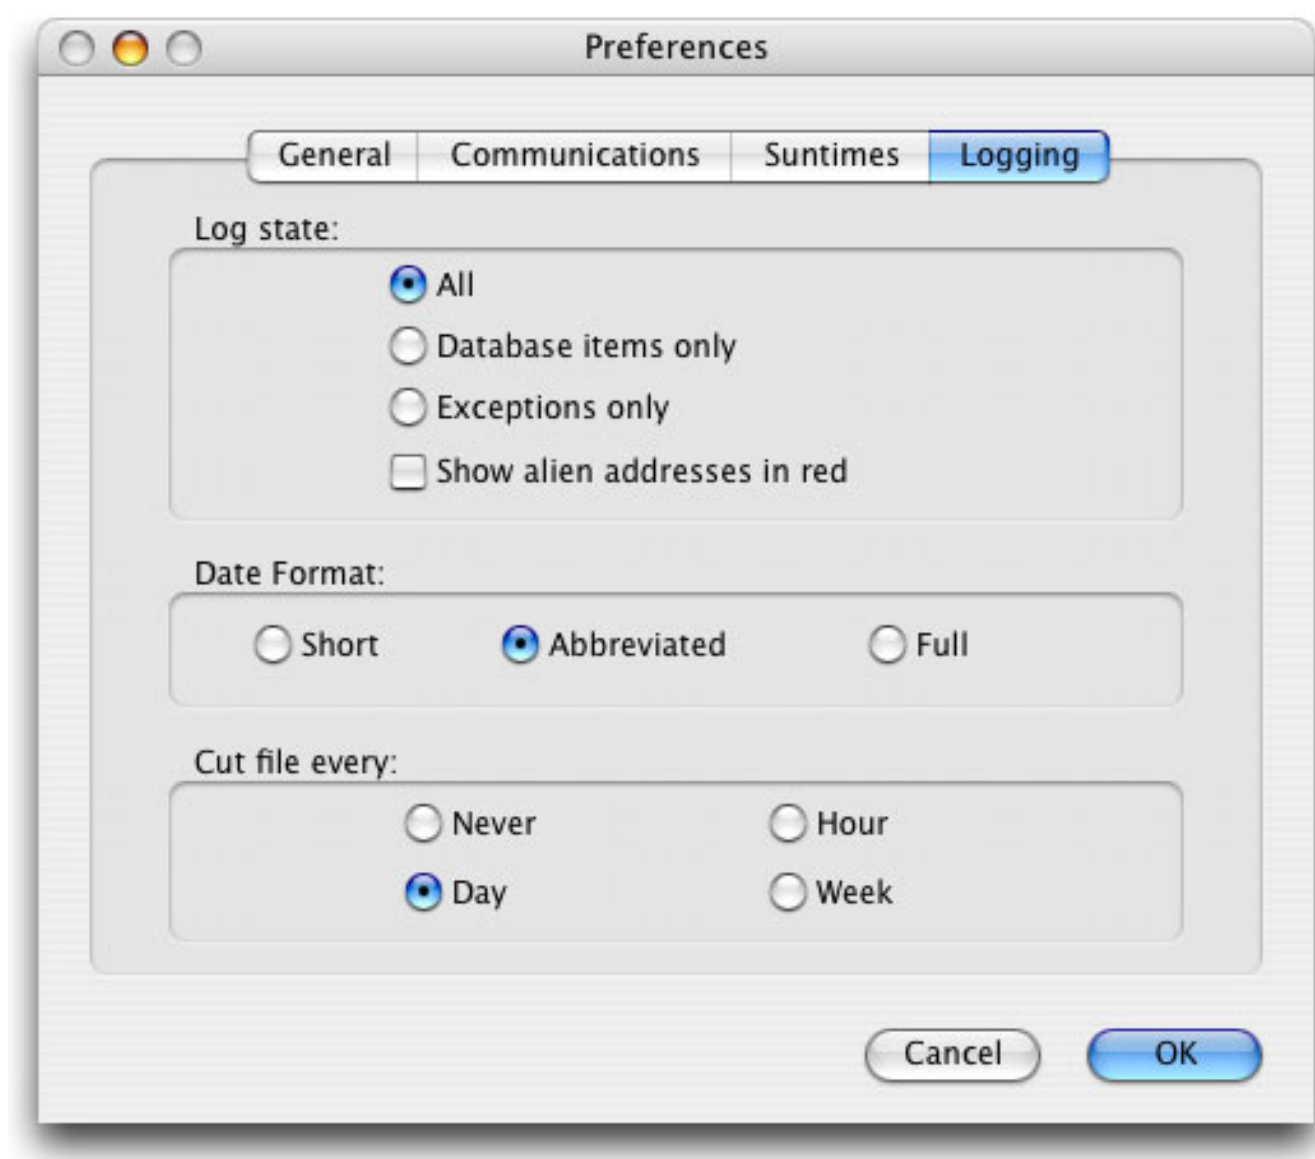 Preferences
General Communications Suntimes Logging
Log state:
All
Database items only
Exceptions only
Show alien addresses in red
Date Format:
Short Abbreviated Full
Cut file every:
Never Hour
Day Week
Cancel OK